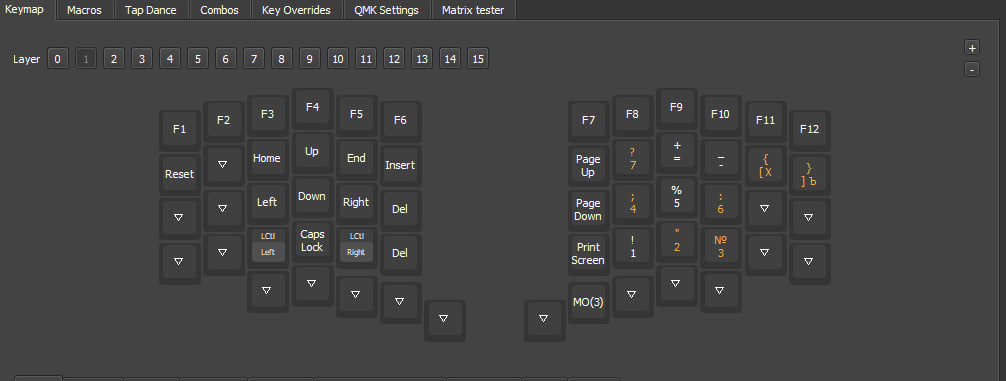 Keymap Macros Tap Dance Combos Key Overrides QMK Settings Matrix tester
Layer 0 1 2 3 4 5 6 7 8 9 10 11 12 13 14 15
+
-
F1 F2 F3 F4 F5 F6 F7 F8 F9 F10 F11 F12
Reset ▽ Home Up End Insert
Page
Up
?
7
+
=
_
-
{
[ Х
}
] Ъ
▽ ▽ Left Down Right Del
Page
Down
;
4
%
5
:
6
▽ ▽
▽ ▽
LCtl
Left
Caps
Lock
LCtl
Right
Del
Print
Screen
!
1
"
2
№
3
▽ ▽
▽ ▽ ▽ ▽ ▽
▽ MO(3) ▽ ▽ ▽